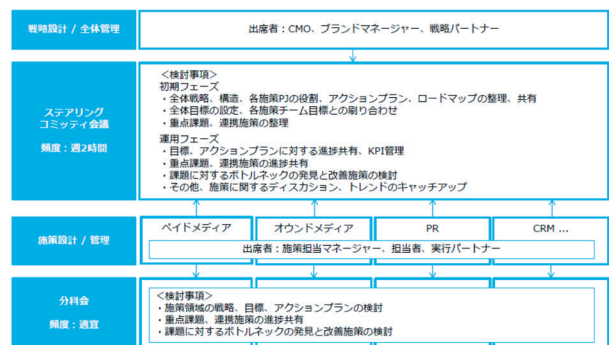 戦略設計 / 全体管理
出席者：CMO、ブランドマネージャー、戦略パートナー
ステアリング
コミッティ会議
頻度：週2時間
＜検討事項＞
初期フェーズ
・全体戦略、構造、各施策PJの役割、アクションプラン、ロードマップの整理、共有
・全体目標の設定、各施策チーム目標との刷り合わせ
・重点課題、連携施策の整理
運用フェーズ
・目標、アクションプランに対する進捗共有、KPI管理
・重点課題、連携施策の進捗共有
・課題に対するボトルネックの発見と改善施策の検討
・その他、施策に関するディスカション、トレンドのキャッチアップ
施策設計 / 管理
ペイドメディア
オウンドメディア
PR
CRM ...
出席者：施策担当マネージャー、担当者、実行パートナー
分科会
頻度：適宜
＜検討事項＞
・施策領域の戦略、目標、アクションプランの検討
・重点課題、連携施策の進捗共有
・課題に対するボトルネックの発見と改善施策の検討